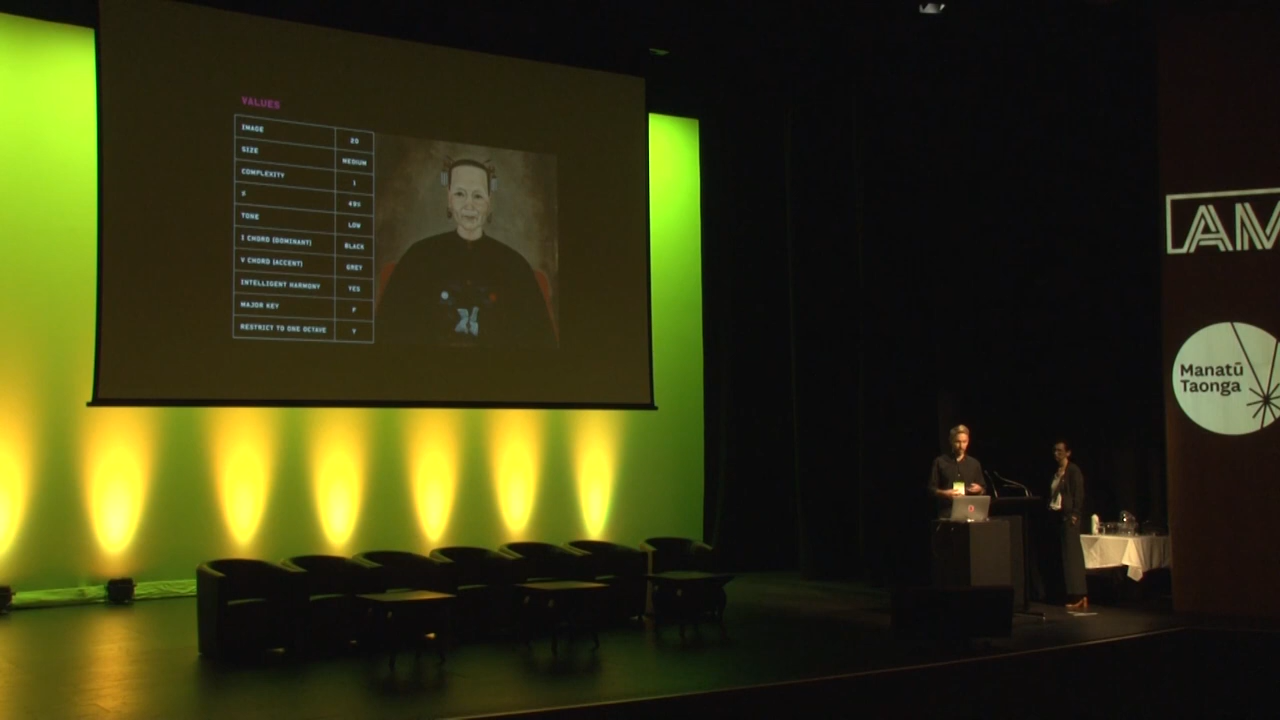 VALUES
IMAGE 20
SIZE MEDIUM
COMPLEXITY 1
TONE LOW
I CHORD (DOMINANT) BLACK
V CHORD (ACCENT) GREY
INTELLIGENT HARMONY YES
MAJOR KEY F
RESTRICT TO ONE OCTAVE Y
AM
Manatū
Taonga